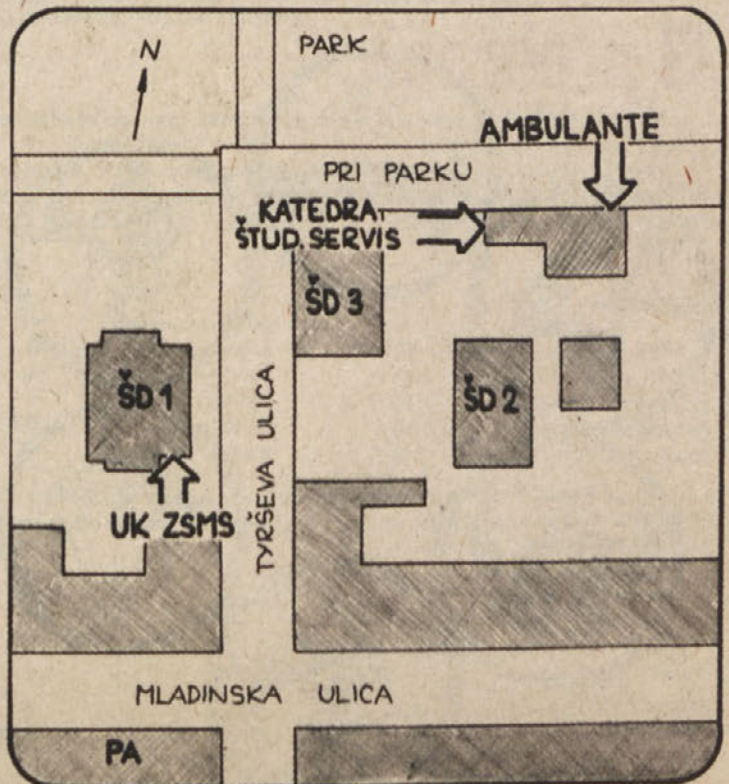 N
PARK
AMBULANTE
PRI PARKU
KATEDRA,
ŠTUD. SERVIS
ŠD 3
ŠD 1
ŠD 2
TYRŠEVA ULICA
UK ZSMS
MLADINSKA ULICA
PA